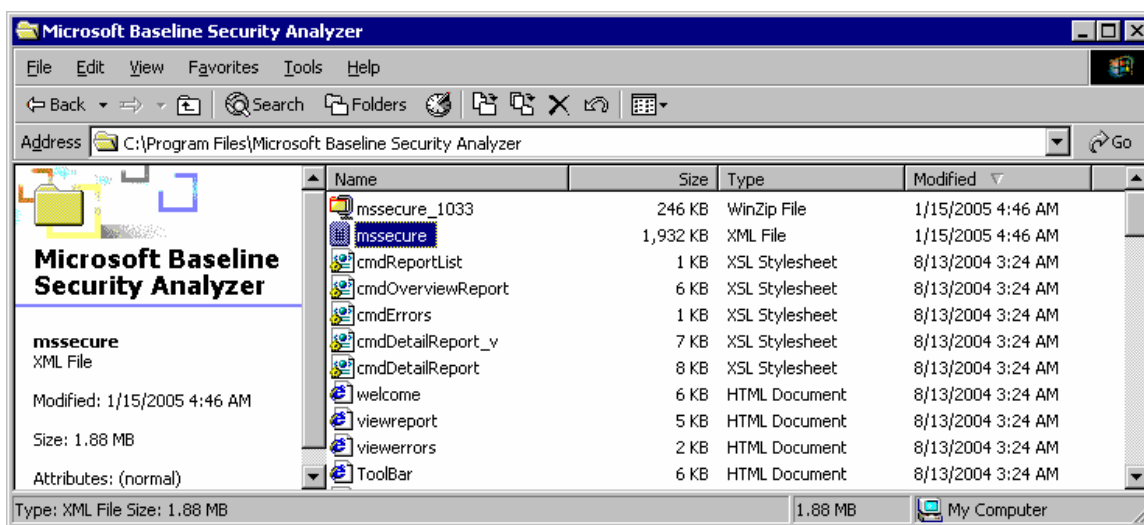 Microsoft Baseline Security Analyzer
File Edit View Favorites Tools Help
Back Search Folders
Address C:\Program Files\Microsoft Baseline Security Analyzer Go
Microsoft Baseline
Security Analyzer
mssecure
XML File
Modified: 1/15/2005 4:46 AM
Size: 1.88 MB
Attributes: (normal)
Name Size Type Modified
mssecure_1033 246 KB WinZip File 1/15/2005 4:46 AM
mssecure 1,932 KB XML File 1/15/2005 4:46 AM
cmdReportList 1 KB XSL Stylesheet 8/13/2004 3:24 AM
cmdOverviewReport 6 KB XSL Stylesheet 8/13/2004 3:24 AM
cmdErrors 1 KB XSL Stylesheet 8/13/2004 3:24 AM
cmdDetailReport_v 7 KB XSL Stylesheet 8/13/2004 3:24 AM
cmdDetailReport 8 KB XSL Stylesheet 8/13/2004 3:24 AM
welcome 6 KB HTML Document 8/13/2004 3:24 AM
viewreport 5 KB HTML Document 8/13/2004 3:24 AM
viewerrors 2 KB HTML Document 8/13/2004 3:24 AM
ToolBar 6 KB HTML Document 8/13/2004 3:24 AM
Type: XML File Size: 1.88 MB 1.88 MB My Computer